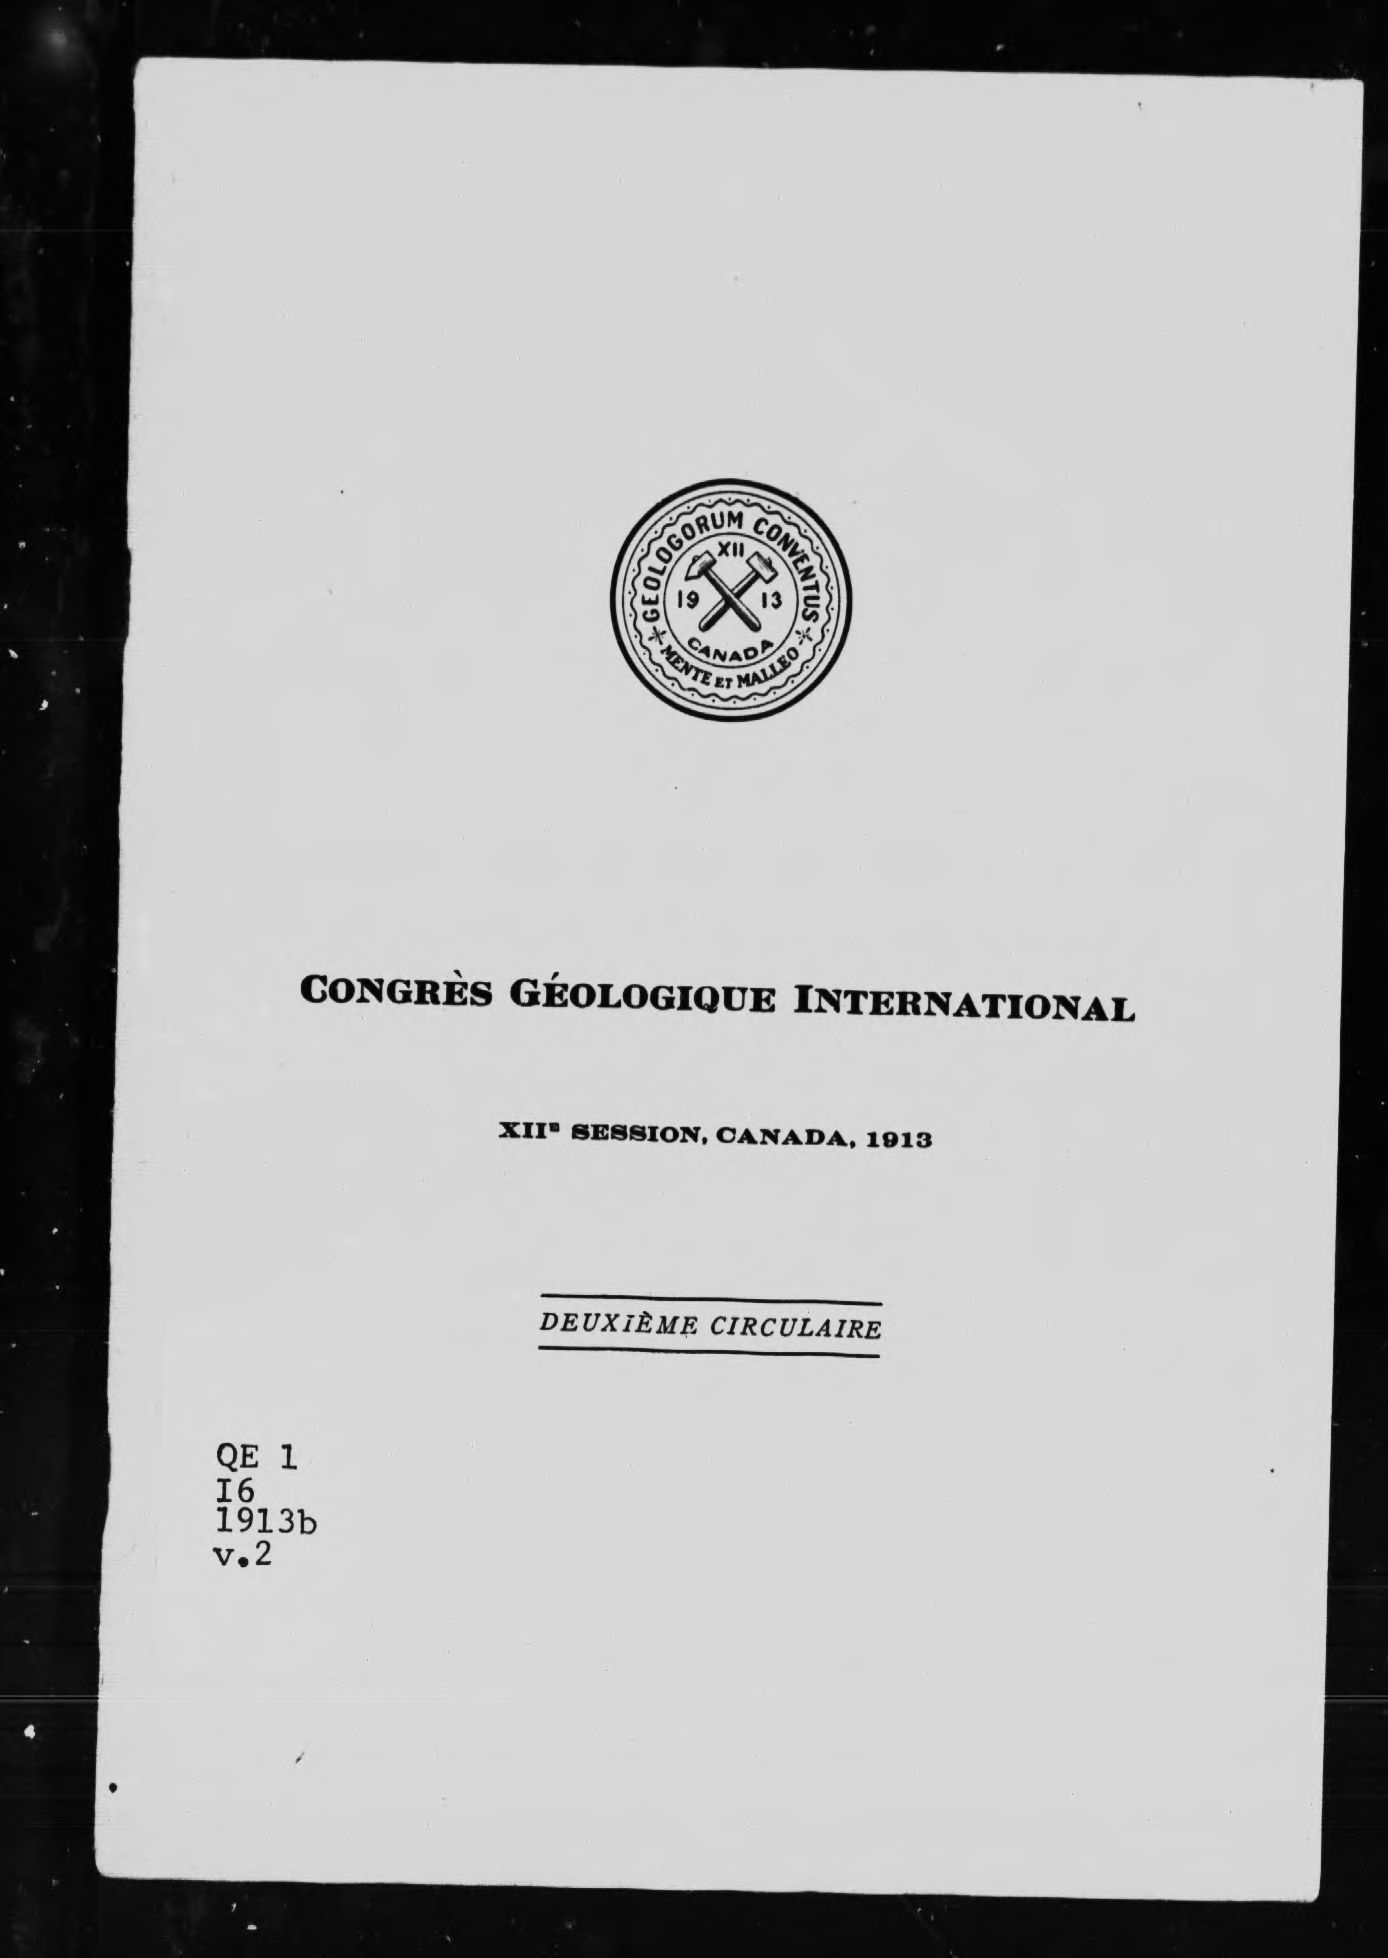 GEOLOGORUM CONVENTUS
XII
19 13
CANADA
MENTE ET MALLEO
CONGRÈS GÉOLOGIQUE INTERNATIONAL
XIIE SESSION, CANADA, 1913
DEUXIÈME CIRCULAIRE
QE 1
I6
1913b
v.2